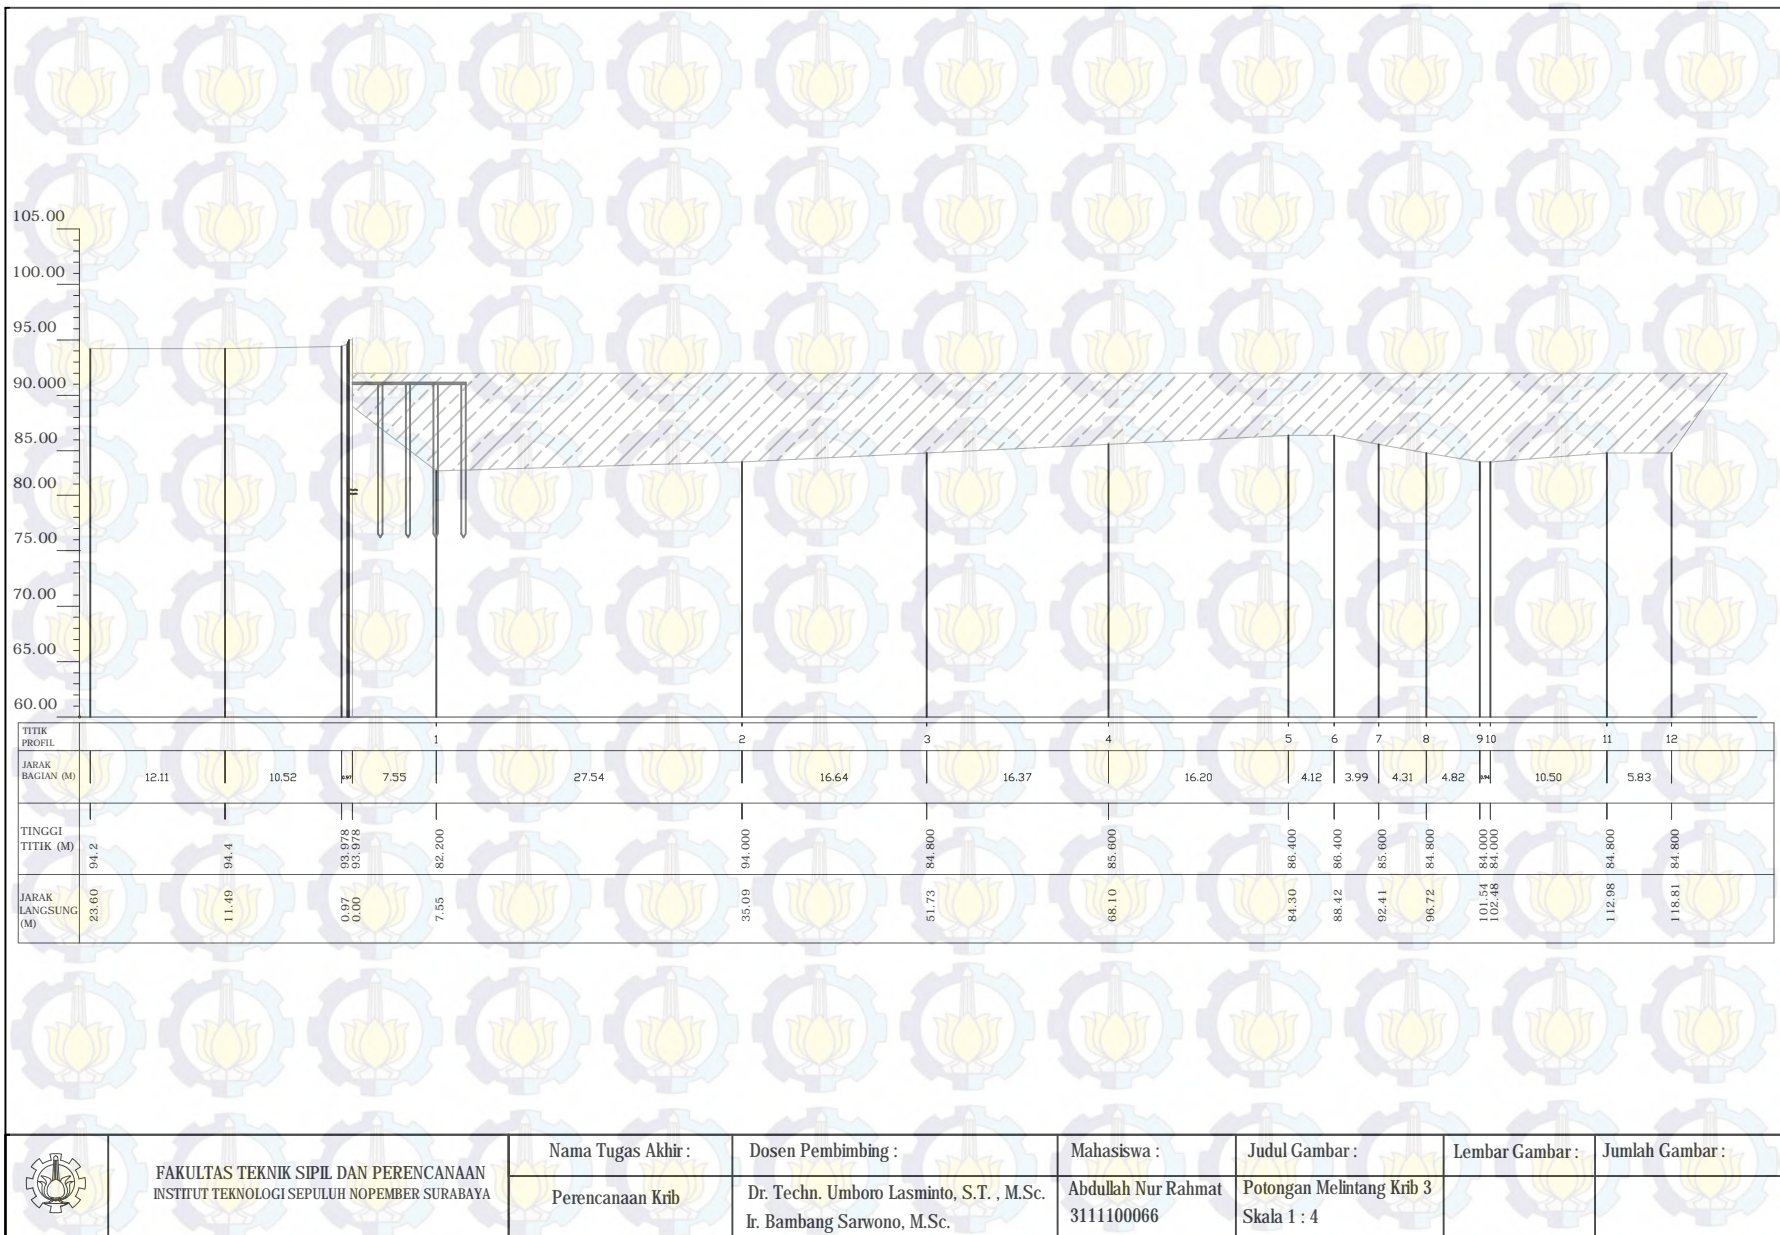 105.00
100.00
95.00
90.000
85.00
80.00
75.00
70.00
65.00
60.00
TITIK
PROFIL
1 2 3 4 5 6 7 8 9 10 11 12
JARAK
BAGIAN (M)
12.11 10.52 0.97 7.55 27.54 16.64 16.37 16.20 4.12 3.99 4.31 4.82 0.94 10.50 5.83
TINGGI
TITIK (M)
94.2 94.4 93.978 93.978 82.200 94.000 84.800 85.600 86.400 86.400 85.600 84.800 84.000 84.000 84.800 84.800
JARAK
LANGSUNG
(M)
23.60 11.49 0.97 0.00 7.55 35.09 51.73 68.10 84.30 88.42 92.41 96.72 101.54 102.48 112.98 118.81
FAKULTAS TEKNIK SIPIL DAN PERENCANAAN
INSTITUT TEKNOLOGI SEPULUH NOPEMBER SURABAYA
Nama Tugas Akhir :
Perencanaan Krib
Dosen Pembimbing :
Dr. Techn. Umboro Lasminto, S.T. , M.Sc.
Ir. Bambang Sarwono, M.Sc.
Mahasiswa :
Abdullah Nur Rahmat
3111100066
Judul Gambar :
Potongan Melintang Krib 3
Skala 1 : 4
Lembar Gambar :
Jumlah Gambar :